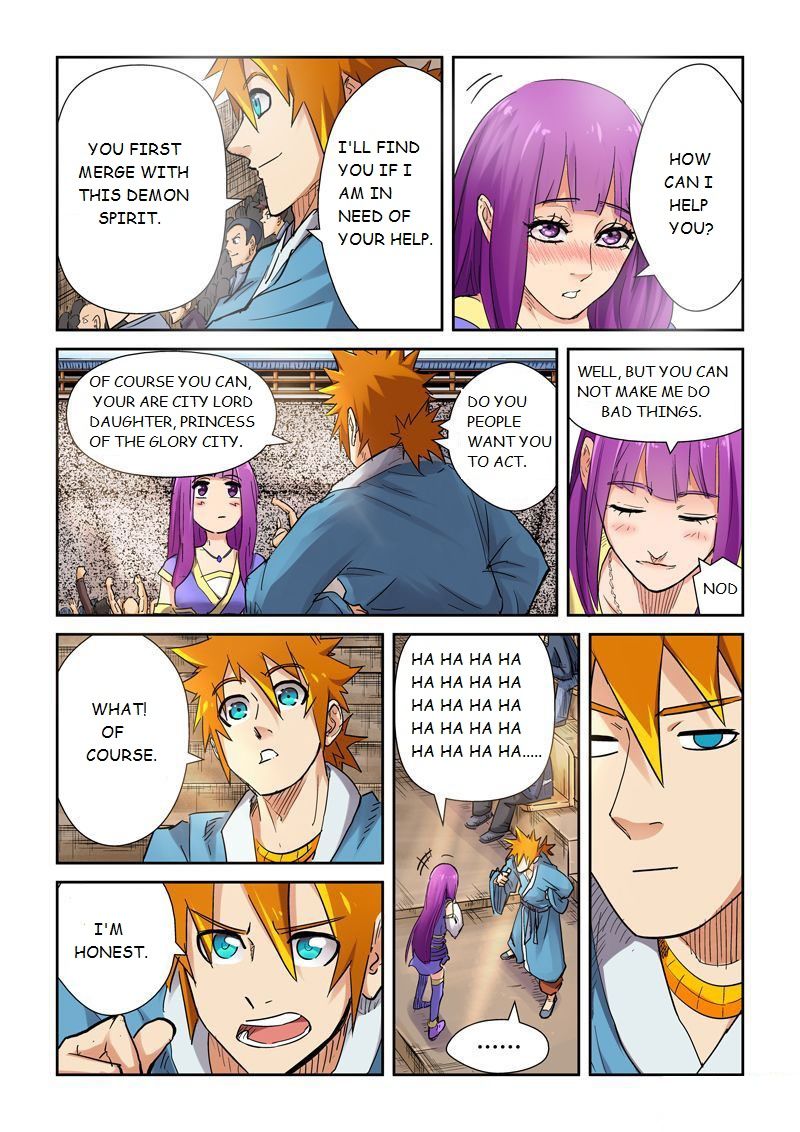 YOU FIRST
MERGE WITH
THIS DEMON
SPIRIT.
I'LL FIND
YOU IF I
AM IN
NEED OF
YOUR HELP.
HOW
CAN I
HELP
YOU?
OF COURSE YOU CAN,
YOUR ARE CITY LORD
DAUGHTER, PRINCESS
OF THE GLORY CITY.
DO YOU
PEOPLE
WANT YOU
TO ACT.
WELL, BUT YOU CAN
NOT MAKE ME DO
BAD THINGS.
NOD
WHAT!
OF
COURSE.
I'M
HONEST.
HA HA HA HA
HA HA HA HA
HA HA HA HA
HA HA HA HA
HA HA HA HA.....
......